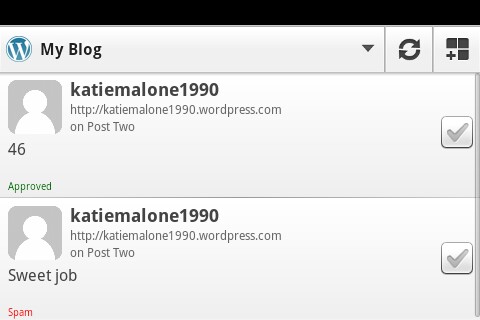 My Blog
katiemalone1990
http://katiemalone1990.wordpress.com
on Post Two
46
Approved
katiemalone1990
http://katiemalone1990.wordpress.com
on Post Two
Sweet job
Spam